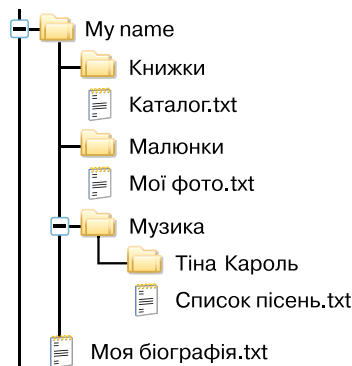 My name
Книжки
Каталог.txt
Малюнки
Мої фото.txt
Музика
Тіна Кароль
Список пісень.txt
Моя біографія.txt